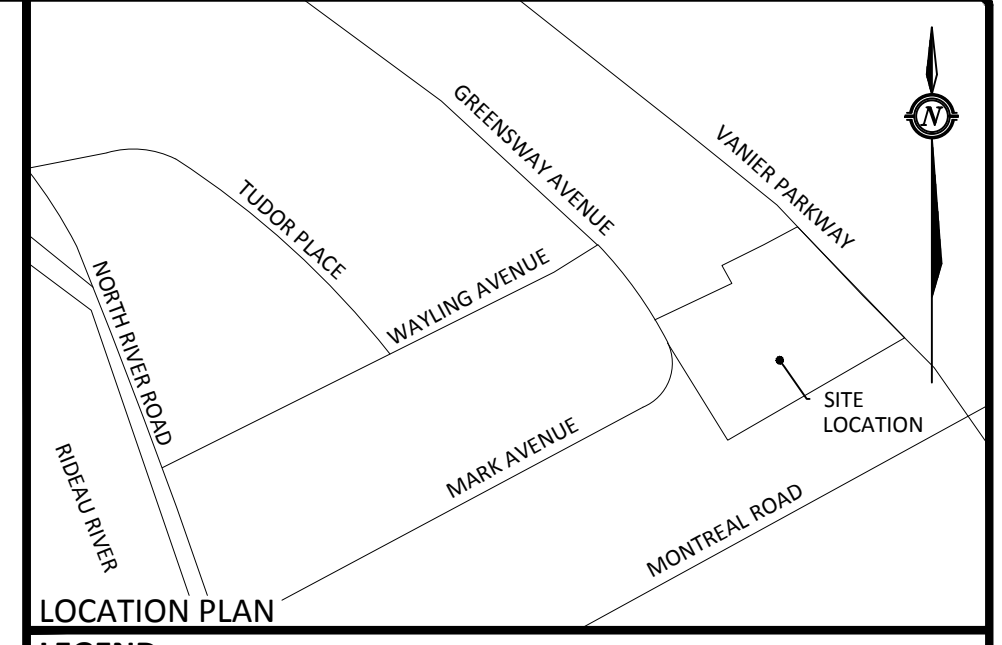 GREENSWAY AVENUE
VANIER PARKWAY
N
TUDOR PLACE
WAYLING AVENUE
NORTH RIVER ROAD
SITE
LOCATION
MARK AVENUE
RIDEAU RIVER
MONTREAL ROAD
LOCATION PLAN
LEGEND